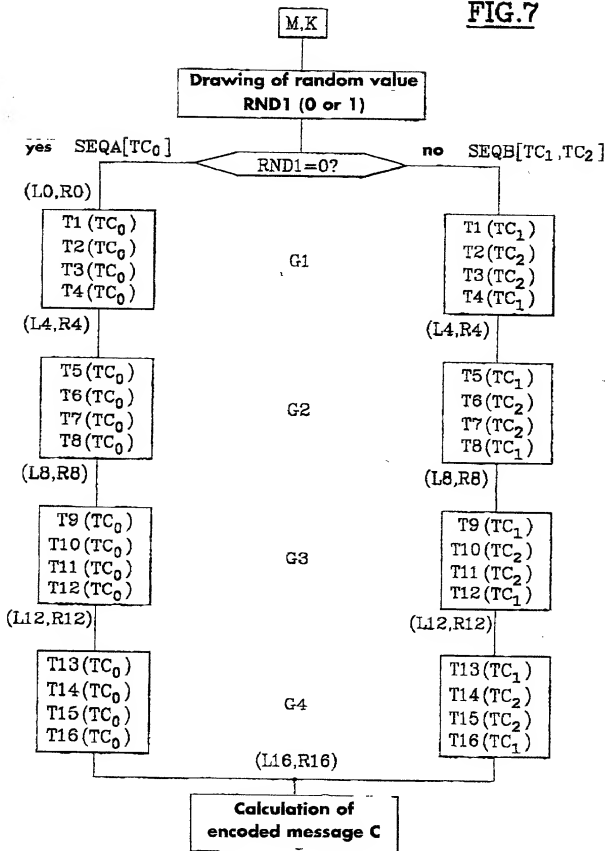 FIG.7
M,K
Drawing of random value
RND1 (0 or 1)
yes SEQA[TC₀]
RND1=0?
no SEQB[TC₁,TC₂]
(L0,R0)
T1(TC₀)
T2(TC₀)
T3(TC₀)
T4(TC₀)
G1
T1(TC₁)
T2(TC₂)
T3(TC₂)
T4(TC₁)
(L4,R4)
(L4,R4)
T5(TC₀)
T6(TC₀)
T7(TC₀)
T8(TC₀)
G2
T5(TC₁)
T6(TC₂)
T7(TC₂)
T8(TC₁)
(L8,R8)
(L8,R8)
T9(TC₀)
T10(TC₀)
T11(TC₀)
T12(TC₀)
G3
T9(TC₁)
T10(TC₂)
T11(TC₂)
T12(TC₁)
(L12,R12)
(L12,R12)
T13(TC₀)
T14(TC₀)
T15(TC₀)
T16(TC₀)
G4
T13(TC₁)
T14(TC₂)
T15(TC₂)
T16(TC₁)
(L16,R16)
Calculation of
encoded message C